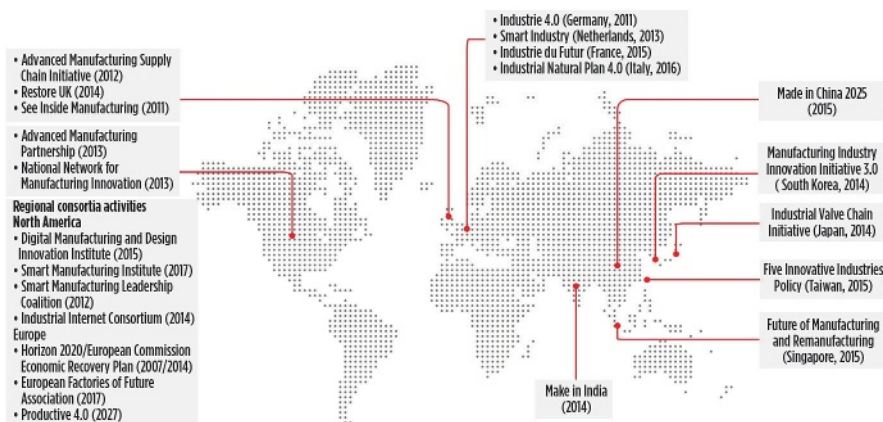 • Advanced Manufacturing Supply
Chain Initiative (2012)
• Restore UK (2014)
• See Inside Manufacturing (2011)
• Advanced Manufacturing
Partnership (2013)
• National Network for
Manufacturing Innovation (2013)
Regional consortia activities
North America
• Digital Manufacturing and Design
Innovation Institute (2015)
• Smart Manufacturing Institute (2017)
• Smart Manufacturing Leadership
Coalition (2012)
• Industrial Internet Consortium (2014)
Europe
• Horizon 2020/European Commission
Economic Recovery Plan (2007/2014)
• European Factories of Future
Association (2017)
• Productive 4.0 (2027)
• Industrie 4.0 (Germany, 2011)
• Smart Industry (Netherlands, 2013)
• Industrie du Futur (France, 2015)
• Industrial Natural Plan 4.0 (Italy, 2016)
Made in China 2025
(2015)
Manufacturing Industry
Innovation Initiative 3.0
( South Korea, 2014)
Industrial Valve Chain
Initiative (Japan, 2014)
Five Innovative Industries
Policy (Taiwan, 2015)
Future of Manufacturing
and Remanufacturing
(Singapore, 2015)
Make in India
(2014)